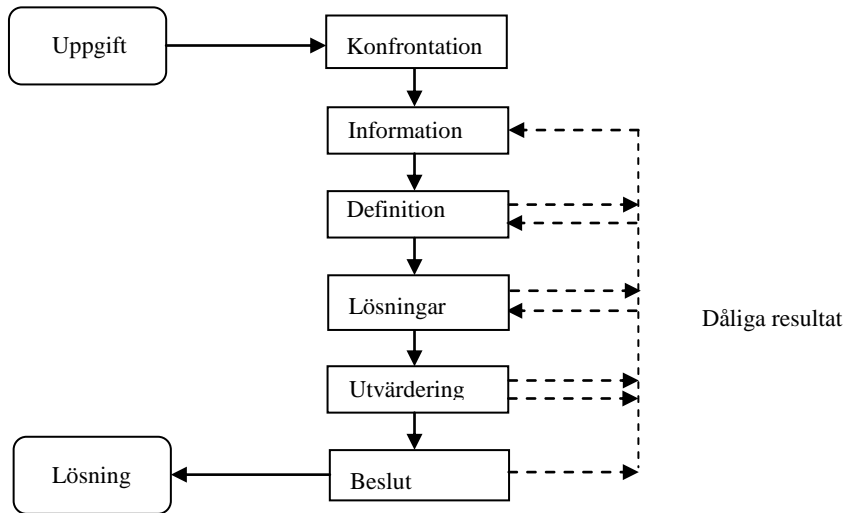 Uppgift
Konfrontation
Information
Definition
Lösningar
Dåliga resultat
Utvärdering
Lösning
Beslut